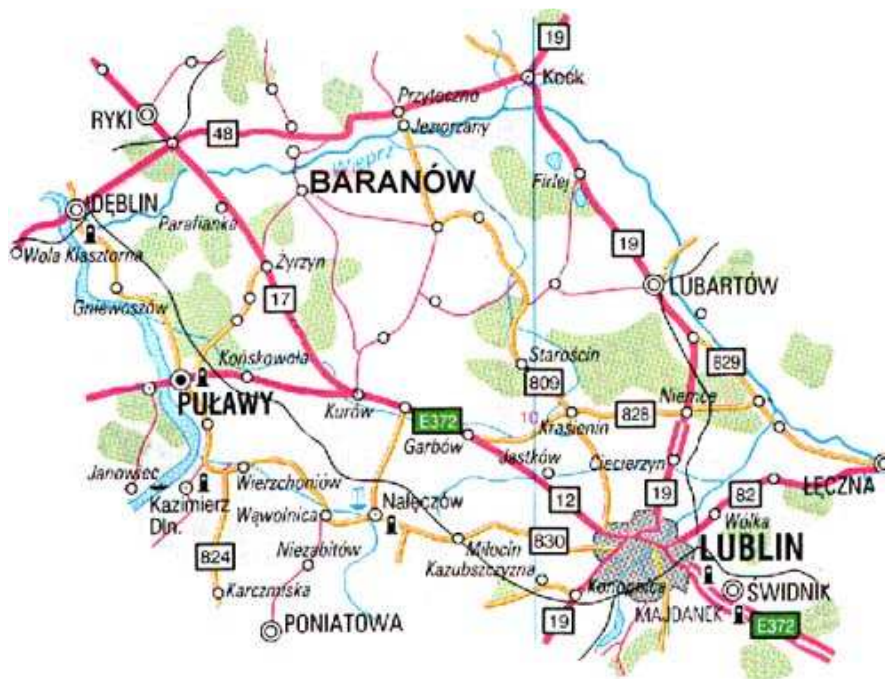 19
Kock
RYKI
Przytoczno
48
Jeziorzany
Wieprz
BARANÓW
Firlej
DĘBLIN
Parafianka
19
Wola Klasztorna
Żyrzyn
LUBARTÓW
17
Gniewoszów
Końskowola
Starościn
829
809
PUŁAWY
Kurów
E372
10
828
Niemce
Krasienin
Garbów
Janowiec
Jastków
Ciecierzyn
Wierzchoniów
ŁĘCZNA
Kazimierz
Dln.
Wąwolnica
Nałęczów
12
19
82
Wólka
824
Niezabitów
Miłocin
830
LUBLIN
Kazubszczyzna
Karczmiska
Konopnica
ŚWIDNIK
PONIATOWA
19
MAJDANEK
E372